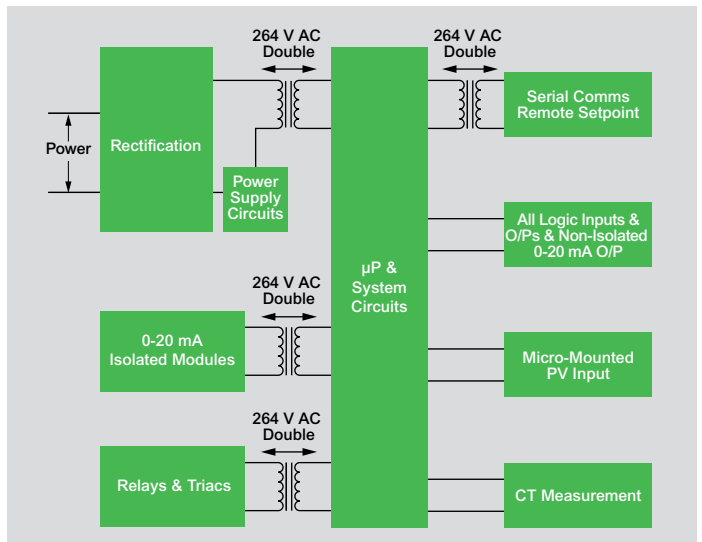 264 V AC
Double
264 V AC
Double
Power
Rectification
Power
Supply
Circuits
Serial Comms
Remote Setpoint
All Logic Inputs &
O/Ps & Non-Isolated
0-20 mA O/P
µP &
System
Circuits
264 V AC
Double
0-20 mA
Isolated Modules
Micro-Mounted
PV Input
264 V AC
Double
Relays & Triacs
CT Measurement